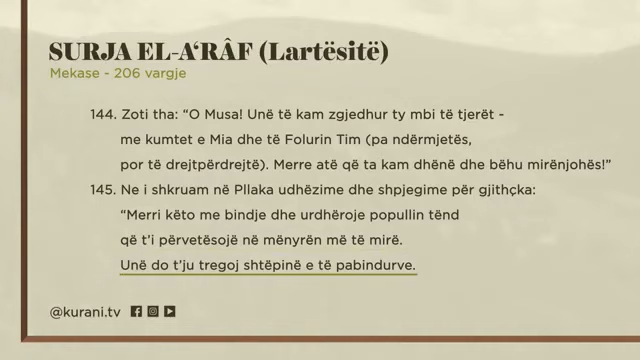 SURJA EL-A‘RÂF (Lartësitë)
Mekase - 206 vargje
144. Zoti tha: “O Musa! Unë të kam zgjedhur ty mbi të tjerët -
me kumtet e Mia dhe të Folurin Tim (pa ndërmjetës,
por të drejtpërdrejtë). Merre atë që ta kam dhënë dhe bëhu mirënjohës!”
145. Ne i shkruam në Pllaka udhëzime dhe shpjegime për gjithçka:
“Merri këto me bindje dhe urdhëroje popullin tënd
që t’i përvetësojë në mënyrën më të mirë.
Unë do t’ju tregoj shtëpinë e të pabindurve.
@kurani.tv